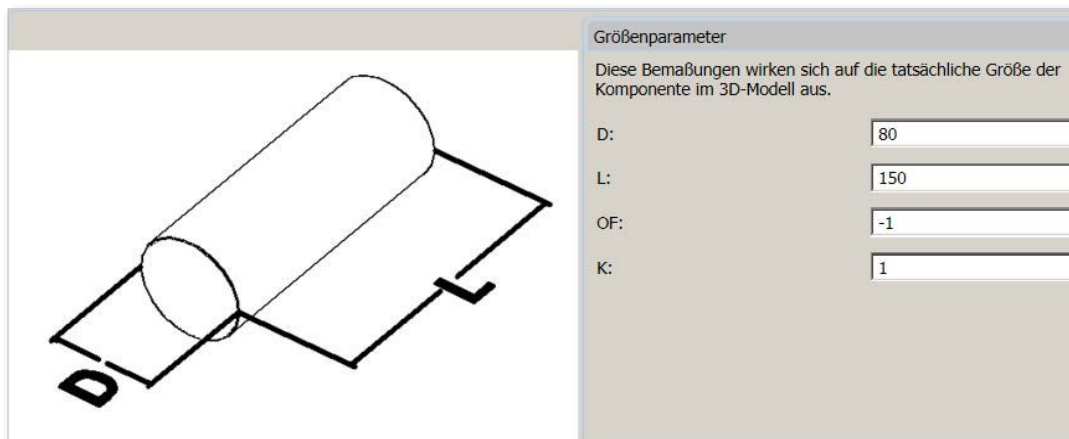 Größenparameter
Diese Bemaßungen wirken sich auf die tatsächliche Größe der
Komponente im 3D-Modell aus.
D: 80
L: 150
OF: -1
K: 1
L
D